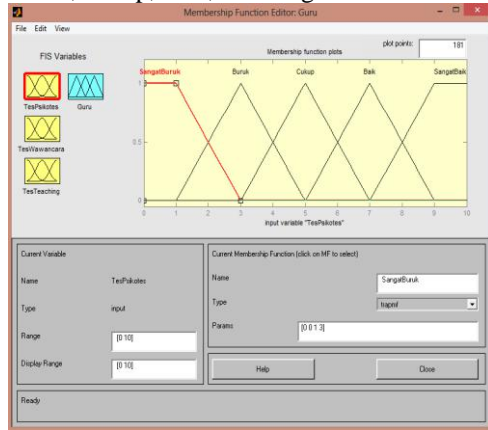 Membership Function Editor: Guru
File Edit View
FIS Variables
Membership function plots
plot points:
181
TesPsikotes
Guru
TesWawancara
TesTeaching
SangatBuruk
Buruk
Cukup
Baik
SangatBaik
1
0.5
0
0 1 2 3 4 5 6 7 8 9 10
input variable "TesPsikotes"
Current Variable
Current Membership Function (click on MF to select)
Name
TesPsikotes
Name
SangatBuruk
Type
input
Type
trapmf
Params
[0 0 1 3]
Range
[0 10]
Display Range
[0 10]
Help
Close
Ready